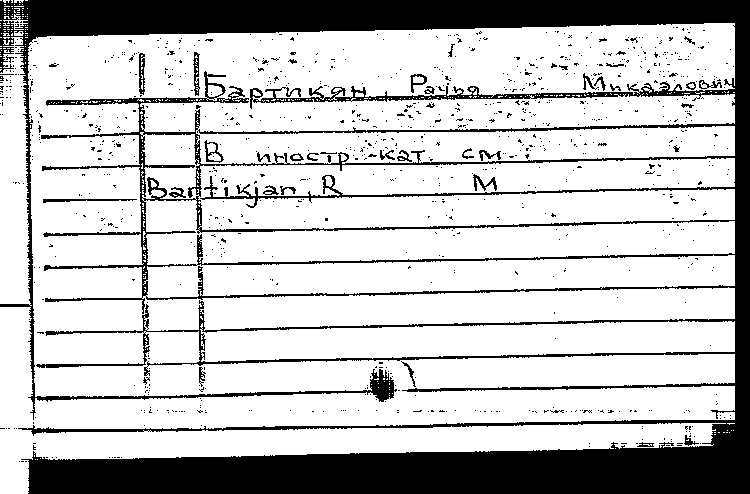 Бартикян, Рачья Микаэлович
В иностр. кат. см.:
Bartikjan, R M